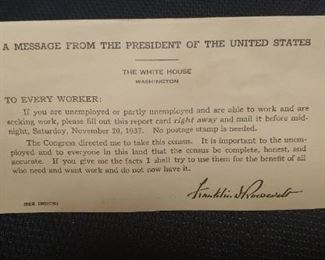 A MESSAGE FROM THE PRESIDENT OF THE UNITED STATES
THE WHITE HOUSE
WASHINGTON
TO EVERY WORKER:
If you are unemployed or partly unemployed and are able to work and are
seeking work, please fill out this report card right away and mail it before mid-
night, Saturday, November 20, 1937. No postage stamp is needed.
The Congress directed me to take this census. It is important to the unem-
ployed and to everyone in this land that the census be complete, honest, and
accurate. If you give me the facts I shall try to use them for the benefit of all
who need and want work and do not now have it.
Franklin D Roosevelt